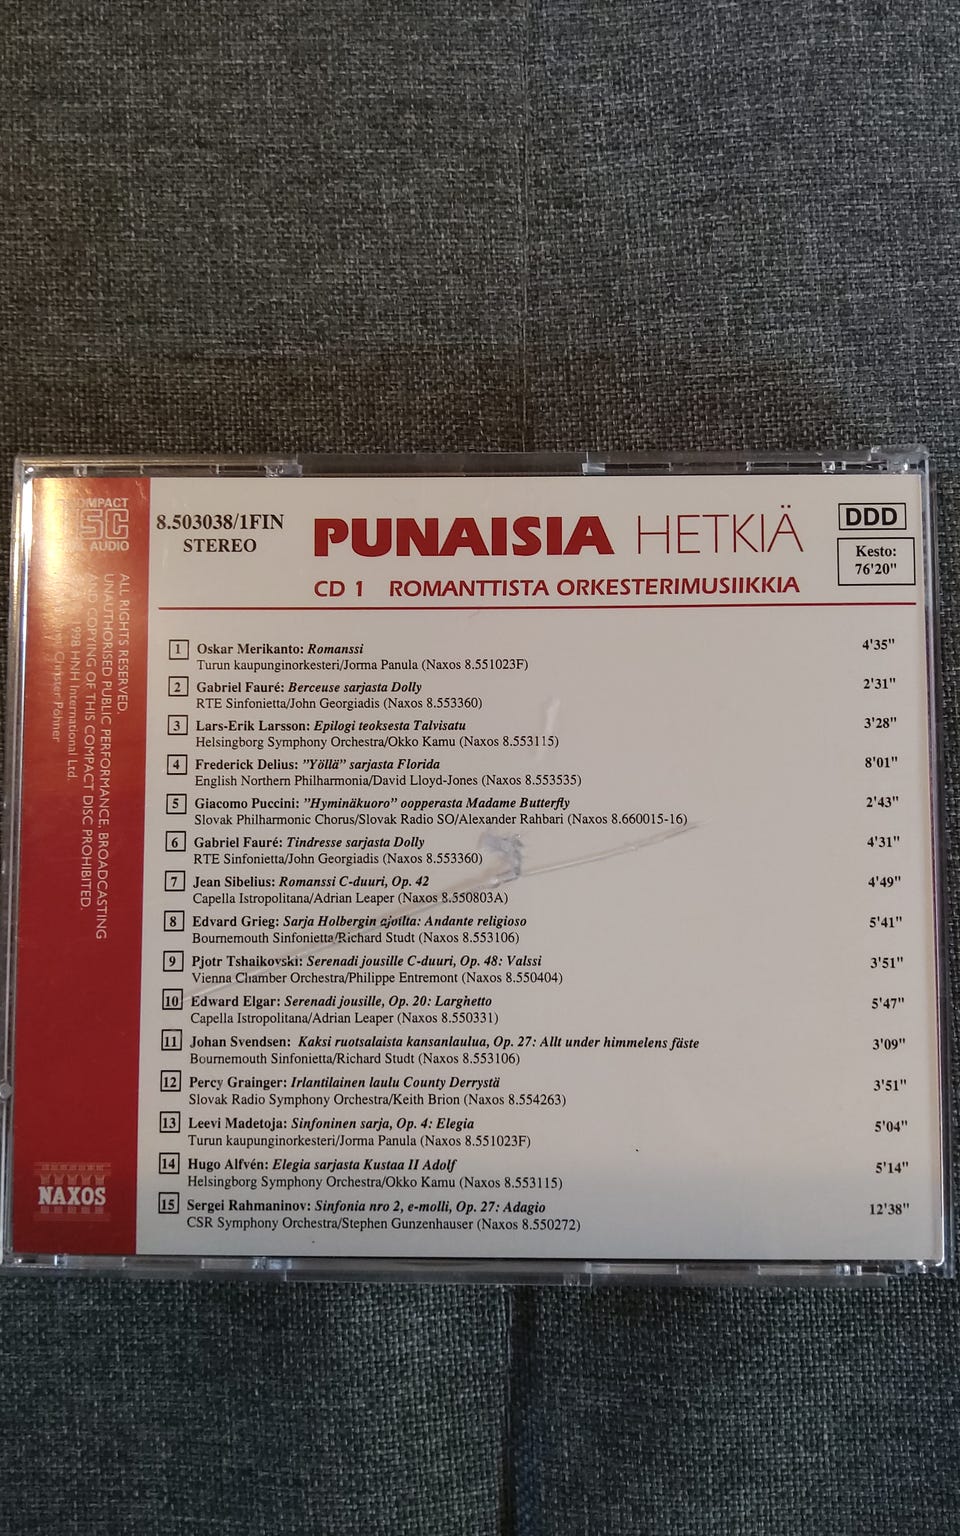 COMPACT
DISC
DIGITAL AUDIO
8.503038/1FIN
STEREO
PUNAISIA HETKIÄ
CD 1 ROMANTTISTA ORKESTERIMUSIIKKIA
DDD
Kesto:
76'20"
1 Oskar Merikanto: Romanssi 4'35"
Turun kaupunginorkesteri/Jorma Panula (Naxos 8.551023F)
2 Gabriel Fauré: Berceuse sarjasta Dolly 2'31"
RTE Sinfonietta/John Georgiadis (Naxos 8.553360)
3 Lars-Erik Larsson: Epilogi teoksesta Talvisatu 3'28"
Helsingborg Symphony Orchestra/Okko Kamu (Naxos 8.553115)
4 Frederick Delius: ”Yöllä” sarjasta Florida 8'01"
English Northern Philharmonia/David Lloyd-Jones (Naxos 8.553535)
5 Giacomo Puccini: ”Hyminäkuoro” oopperasta Madame Butterfly 2'43"
Slovak Philharmonic Chorus/Slovak Radio SO/Alexander Rahbari (Naxos 8.660015-16)
6 Gabriel Fauré: Tindresse sarjasta Dolly 4'31"
RTE Sinfonietta/John Georgiadis (Naxos 8.553360)
7 Jean Sibelius: Romanssi C-duuri, Op. 42 4'49"
Capella Istropolitana/Adrian Leaper (Naxos 8.550803A)
8 Edvard Grieg: Sarja Holbergin ajoilta: Andante religioso 5'41"
Bournemouth Sinfonietta/Richard Studt (Naxos 8.553106)
9 Pjotr Tshaikovski: Serenadi jousille C-duuri, Op. 48: Valssi 3'51"
Vienna Chamber Orchestra/Philippe Entremont (Naxos 8.550404)
10 Edward Elgar: Serenadi jousille, Op. 20: Larghetto 5'47"
Capella Istropolitana/Adrian Leaper (Naxos 8.550331)
11 Johan Svendsen: Kaksi ruotsalaista kansanlaulua, Op. 27: Allt under himmelens fäste 3'09"
Bournemouth Sinfonietta/Richard Studt (Naxos 8.553106)
12 Percy Grainger: Irlantilainen laulu County Derrystä 3'51"
Slovak Radio Symphony Orchestra/Keith Brion (Naxos 8.554263)
13 Leevi Madetoja: Sinfoninen sarja, Op. 4: Elegia 5'04"
Turun kaupunginorkesteri/Jorma Panula (Naxos 8.551023F)
14 Hugo Alfvén: Elegia sarjasta Kustaa II Adolf 5'14"
Helsingborg Symphony Orchestra/Okko Kamu (Naxos 8.553115)
15 Sergei Rahmaninov: Sinfonia nro 2, e-molli, Op. 27: Adagio 12'38"
CSR Symphony Orchestra/Stephen Gunzenhauser (Naxos 8.550272)
ALL RIGHTS RESERVED.
UNAUTHORISED PUBLIC PERFORMANCE, BROADCASTING
AND COPYING OF THIS COMPACT DISC PROHIBITED.
1998 HNH International Ltd.
Christer Pöhner
NAXOS